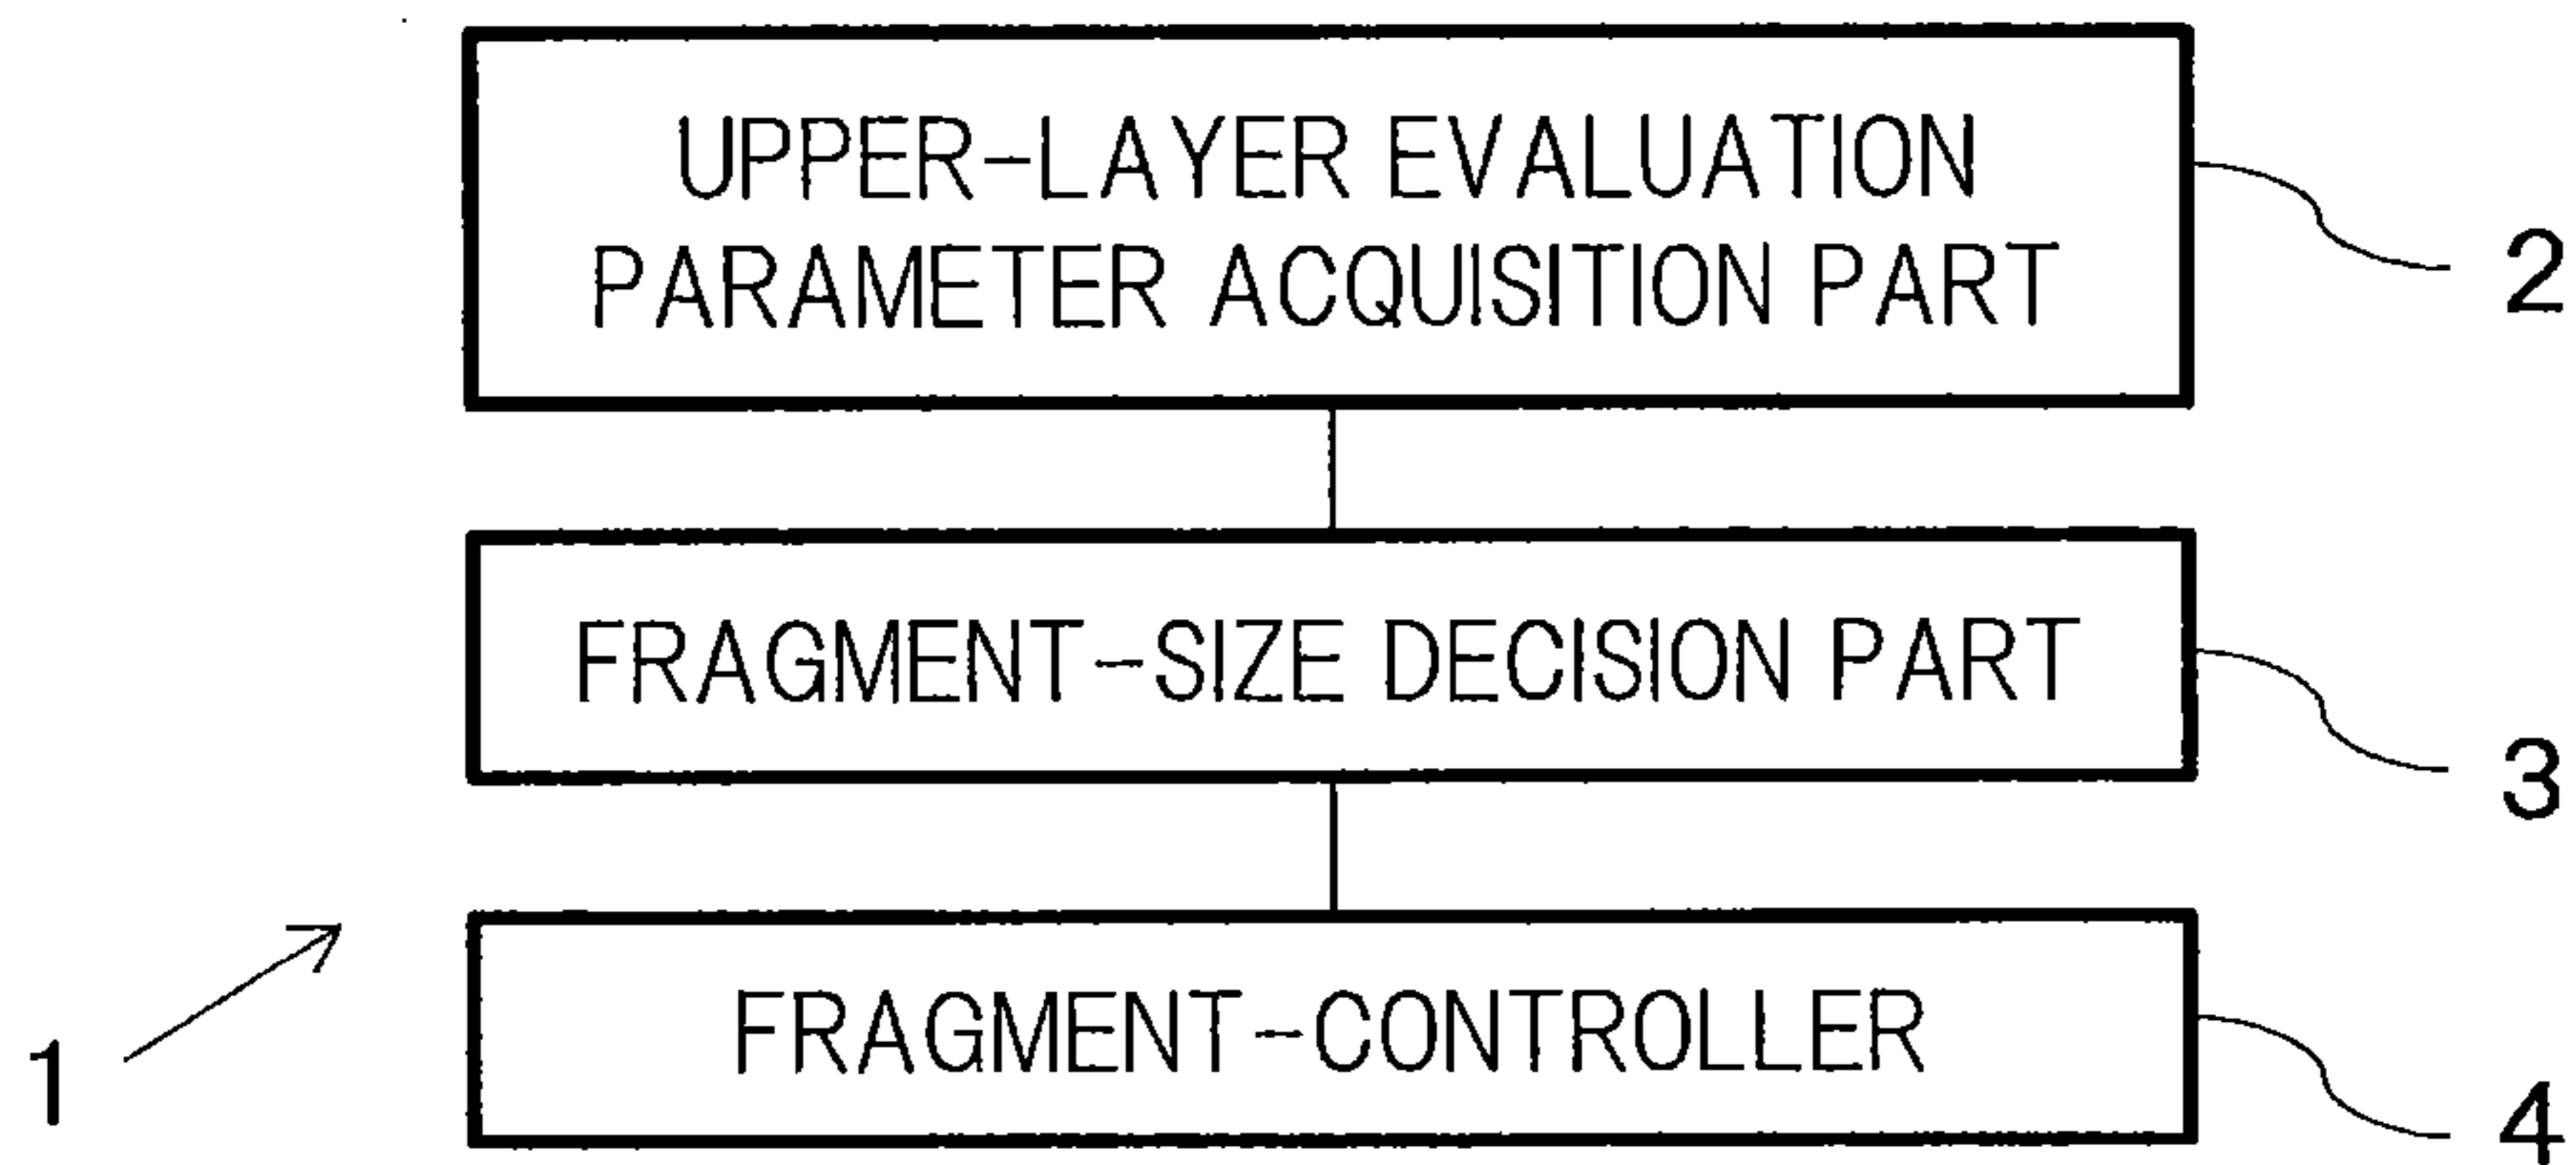 UPPER-LAYER EVALUATION
PARAMETER ACQUISITION PART
2
FRAGMENT-SIZE DECISION PART
3
FRAGMENT-CONTROLLER
1
4